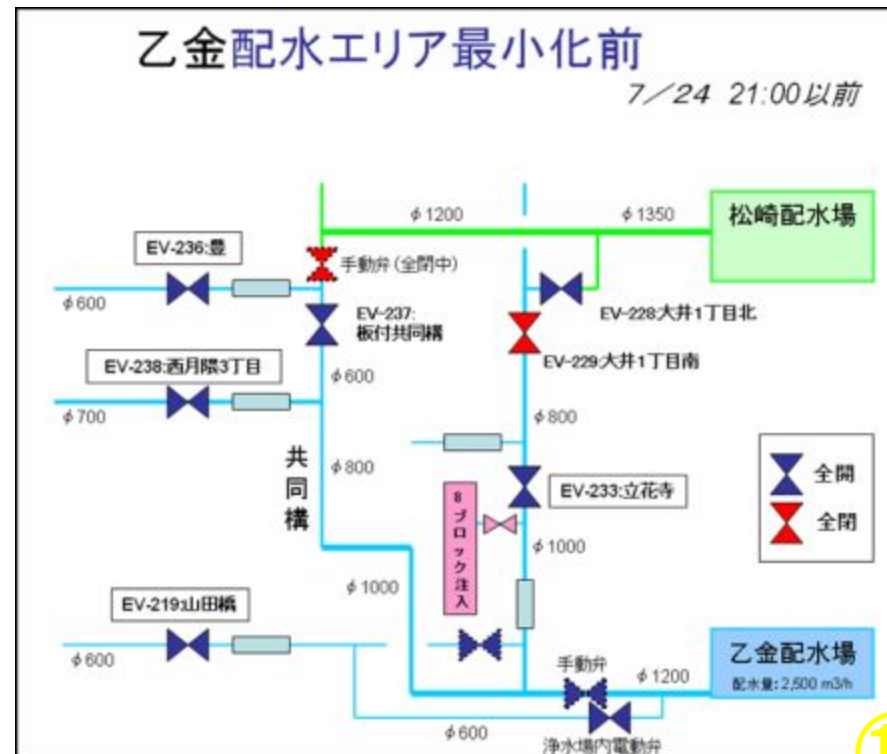 乙金配水エリア最小化前
7／24 21:00以前
φ1200
φ1350
松崎配水場
EV-236:豊
手動弁(全閉中)
φ600
EV-237:
板付共同構
EV-228:大井1丁目北
EV-238:西月隈3丁目
φ600
EV-229:大井1丁目南
φ700
φ800
共同構
φ800
全開
8ブロック注入
EV-233:立花寺
全閉
φ1000
φ1000
EV-219:山田橋
乙金配水場
配水量:2,500 m3/h
φ600
手動弁
φ1200
φ600
浄水場内電動弁
1